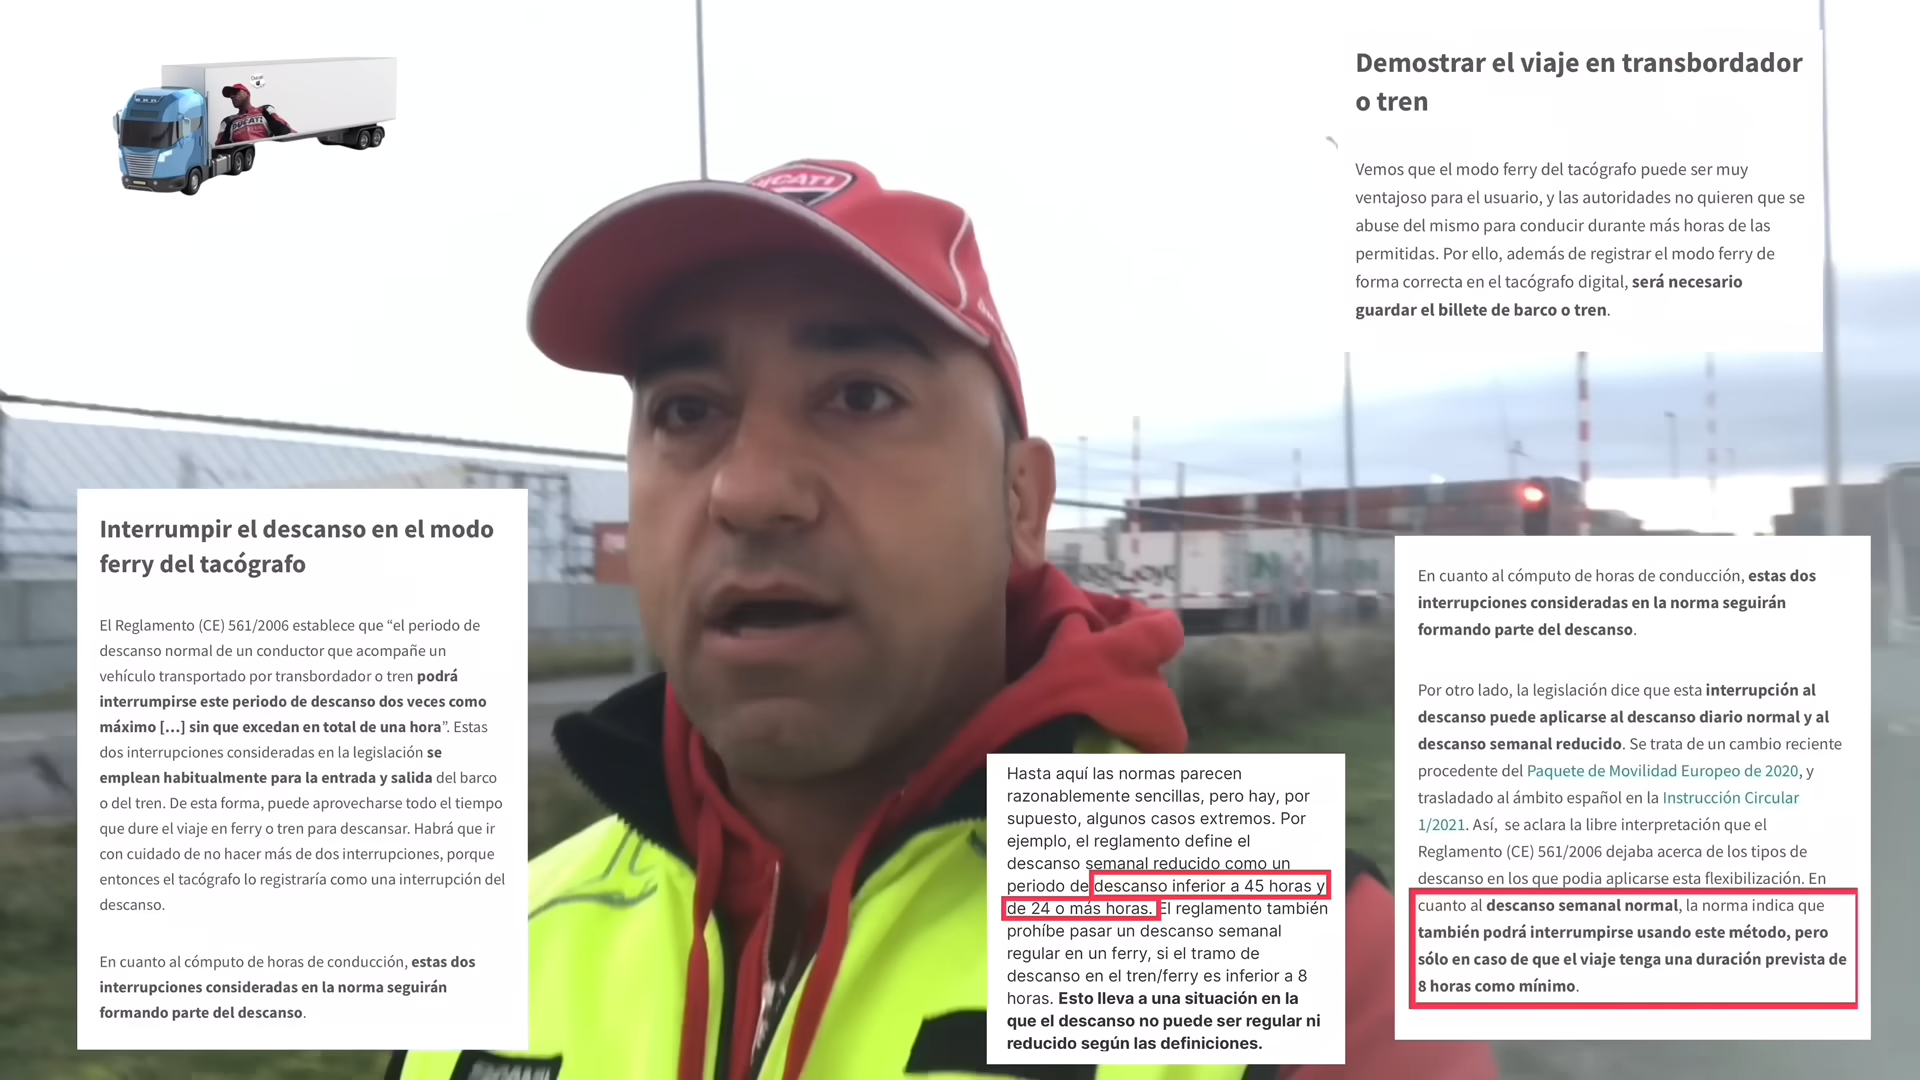 Demostrar el viaje en transbordador
o tren
Vemos que el modo ferry del tacógrafo puede ser muy
ventajoso para el usuario, y las autoridades no quieren que se
abuse del mismo para conducir durante más horas de las
permitidas. Por ello, además de registrar el modo ferry de
forma correcta en el tacógrafo digital, será necesario
guardar el billete de barco o tren.
DUCATI
Interrumpir el descanso en el modo
ferry del tacógrafo
El Reglamento (CE) 561/2006 establece que “el periodo de
descanso normal de un conductor que acompañe un
vehículo transportado por transbordador o tren podrá
interrumpirse este periodo de descanso dos veces como
máximo [...] sin que excedan en total de una hora”. Estas
dos interrupciones consideradas en la legislación se
emplean habitualmente para la entrada y salida del barco
o del tren. De esta forma, puede aprovecharse todo el tiempo
que dure el viaje en ferry o tren para descansar. Habrá que ir
con cuidado de no hacer más de dos interrupciones, porque
entonces el tacógrafo lo registraría como una interrupción del
descanso.
En cuanto al cómputo de horas de conducción, estas dos
interrupciones consideradas en la norma seguirán
formando parte del descanso.
Hasta aquí las normas parecen
razonablemente sencillas, pero hay, por
supuesto, algunos casos extremos. Por
ejemplo, el reglamento define el
descanso semanal reducido como un
periodo de descanso inferior a 45 horas y
de 24 o más horas. El reglamento también
prohíbe pasar un descanso semanal
regular en un ferry, si el tramo de
descanso en el tren/ferry es inferior a 8
horas. Esto lleva a una situación en la
que el descanso no puede ser regular ni
reducido según las definiciones.
En cuanto al cómputo de horas de conducción, estas dos
interrupciones consideradas en la norma seguirán
formando parte del descanso.
Por otro lado, la legislación dice que esta interrupción al
descanso puede aplicarse al descanso diario normal y al
descanso semanal reducido. Se trata de un cambio reciente
procedente del Paquete de Movilidad Europeo de 2020, y
trasladado al ámbito español en la Instrucción Circular
1/2021. Así, se aclara la libre interpretación que el
Reglamento (CE) 561/2006 dejaba acerca de los tipos de
descanso en los que podia aplicarse esta flexibilización. En
cuanto al descanso semanal normal, la norma indica que
también podrá interrumpirse usando este método, pero
sólo en caso de que el viaje tenga una duración prevista de
8 horas como mínimo.